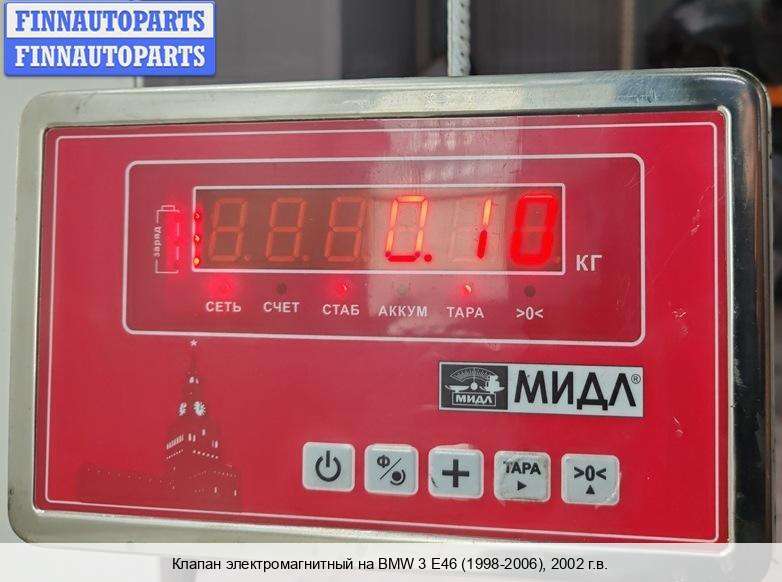 FINNAUTOPARTS
FINNAUTOPARTS
заряд
0.10
КГ
СЕТЬ СЧЕТ СТАБ АККУМ ТАРА >0<
МИДЛ МИДЛ®
Ф/ + ТАРА >0<
Клапан электромагнитный на BMW 3 E46 (1998-2006), 2002 г.в.